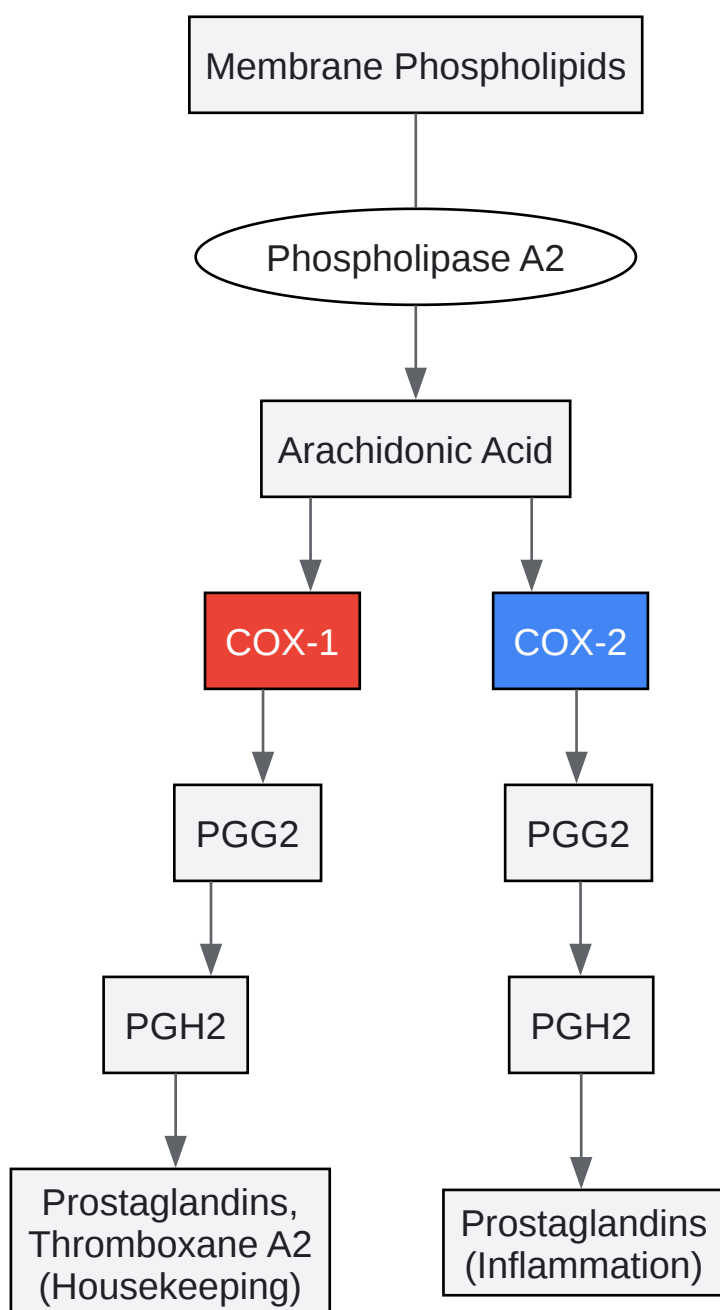 Membrane Phospholipids
Phospholipase A2
Arachidonic Acid
COX-1
COX-2
PGG2
PGG2
PGH2
PGH2
Prostaglandins,
Thromboxane A2
(Housekeeping)
Prostaglandins
(Inflammation)